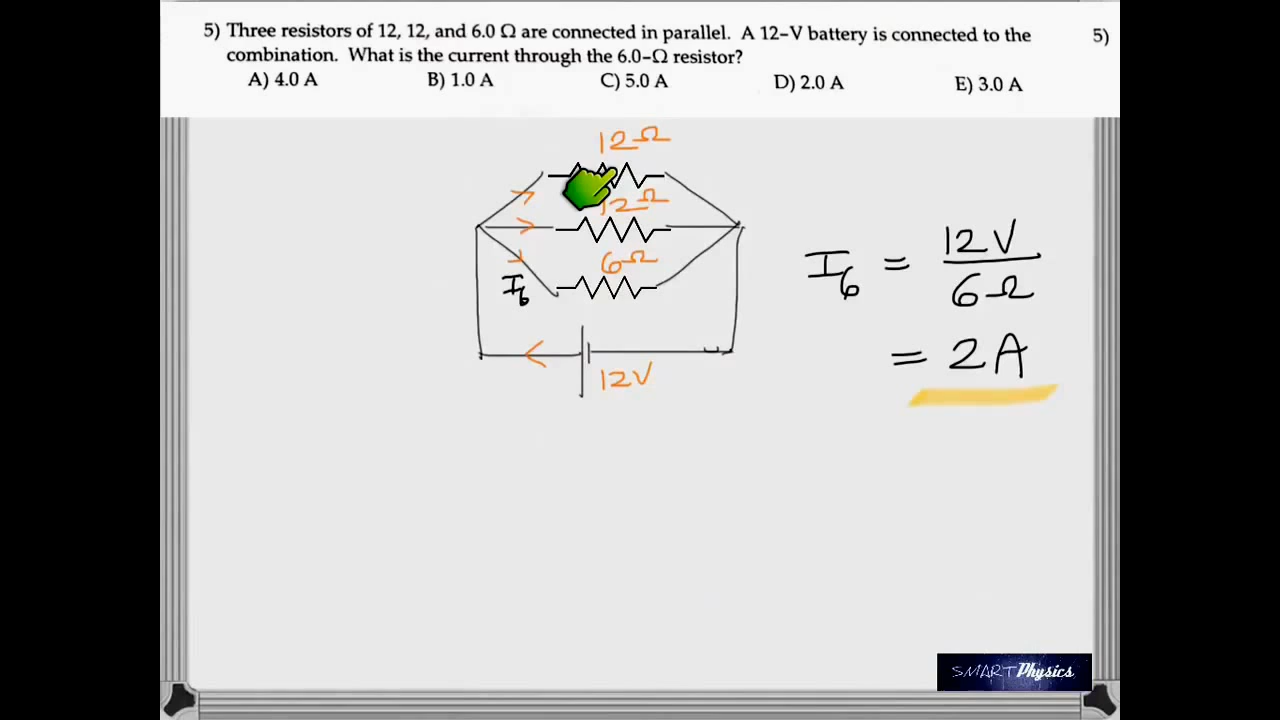 5) Three resistors of 12, 12, and 6.0 Ω are connected in parallel. A 12-V battery is connected to the 5)
combination. What is the current through the 6.0-Ω resistor?
A) 4.0 A B) 1.0 A C) 5.0 A D) 2.0 A E) 3.0 A
12Ω
12Ω
6Ω
I6
12V
I6 = 12V / 6Ω
= 2A
SMARTPhysics